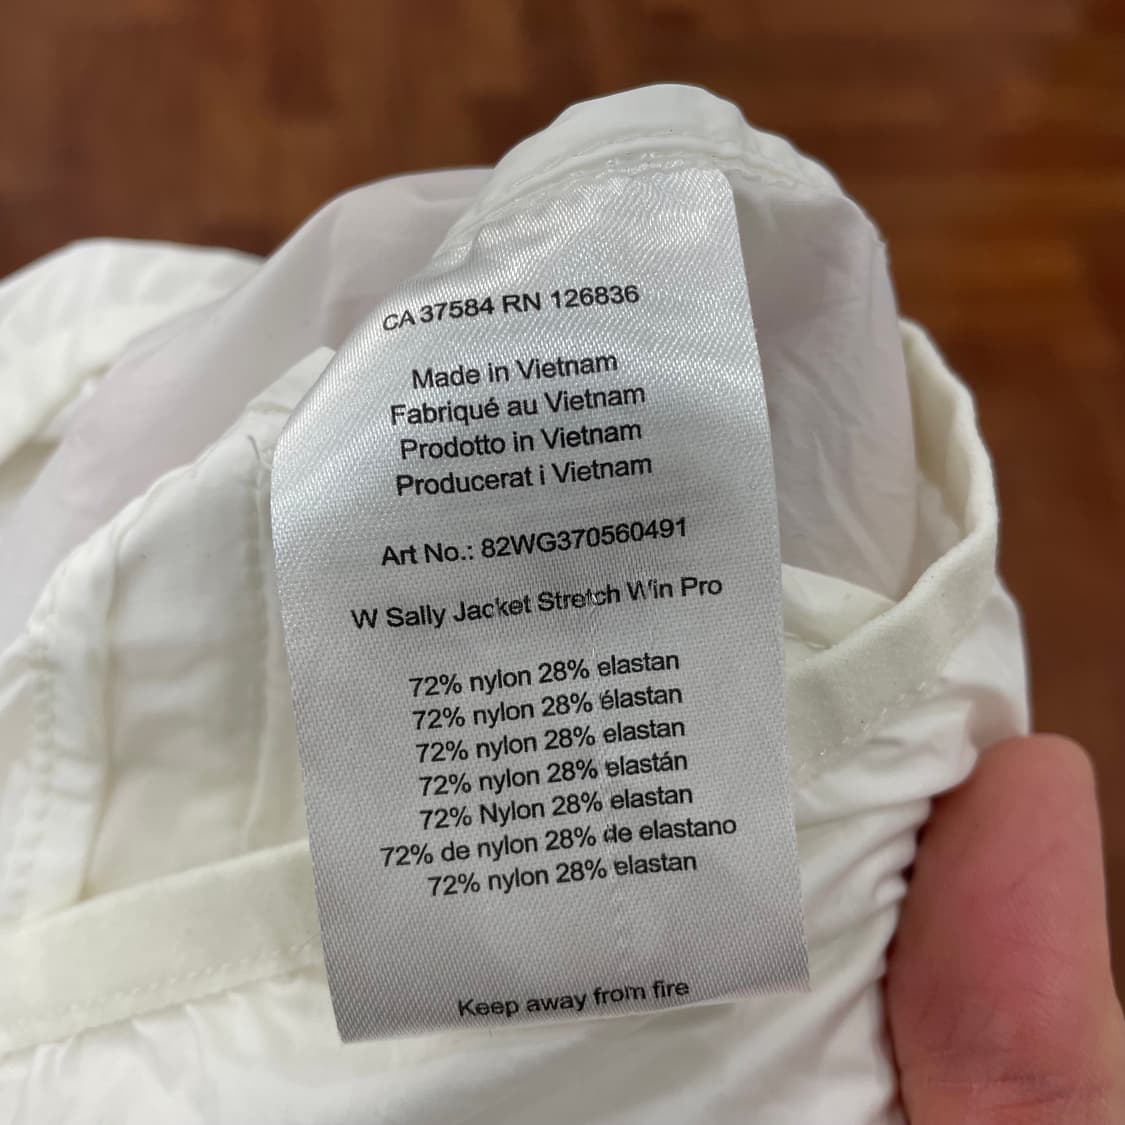 CA 37584 RN 126836
Made in Vietnam
Fabriqué au Vietnam
Prodotto in Vietnam
Producerat i Vietnam
Art No.: 82WG370560491
W Sally Jacket Stretch Win Pro
72% nylon 28% elastan
72% nylon 28% élastan
72% nylon 28% elastan
72% nylon 28% elastán
72% Nylon 28% elastan
72% de nylon 28% de elastano
72% nylon 28% elastan
Keep away from fire